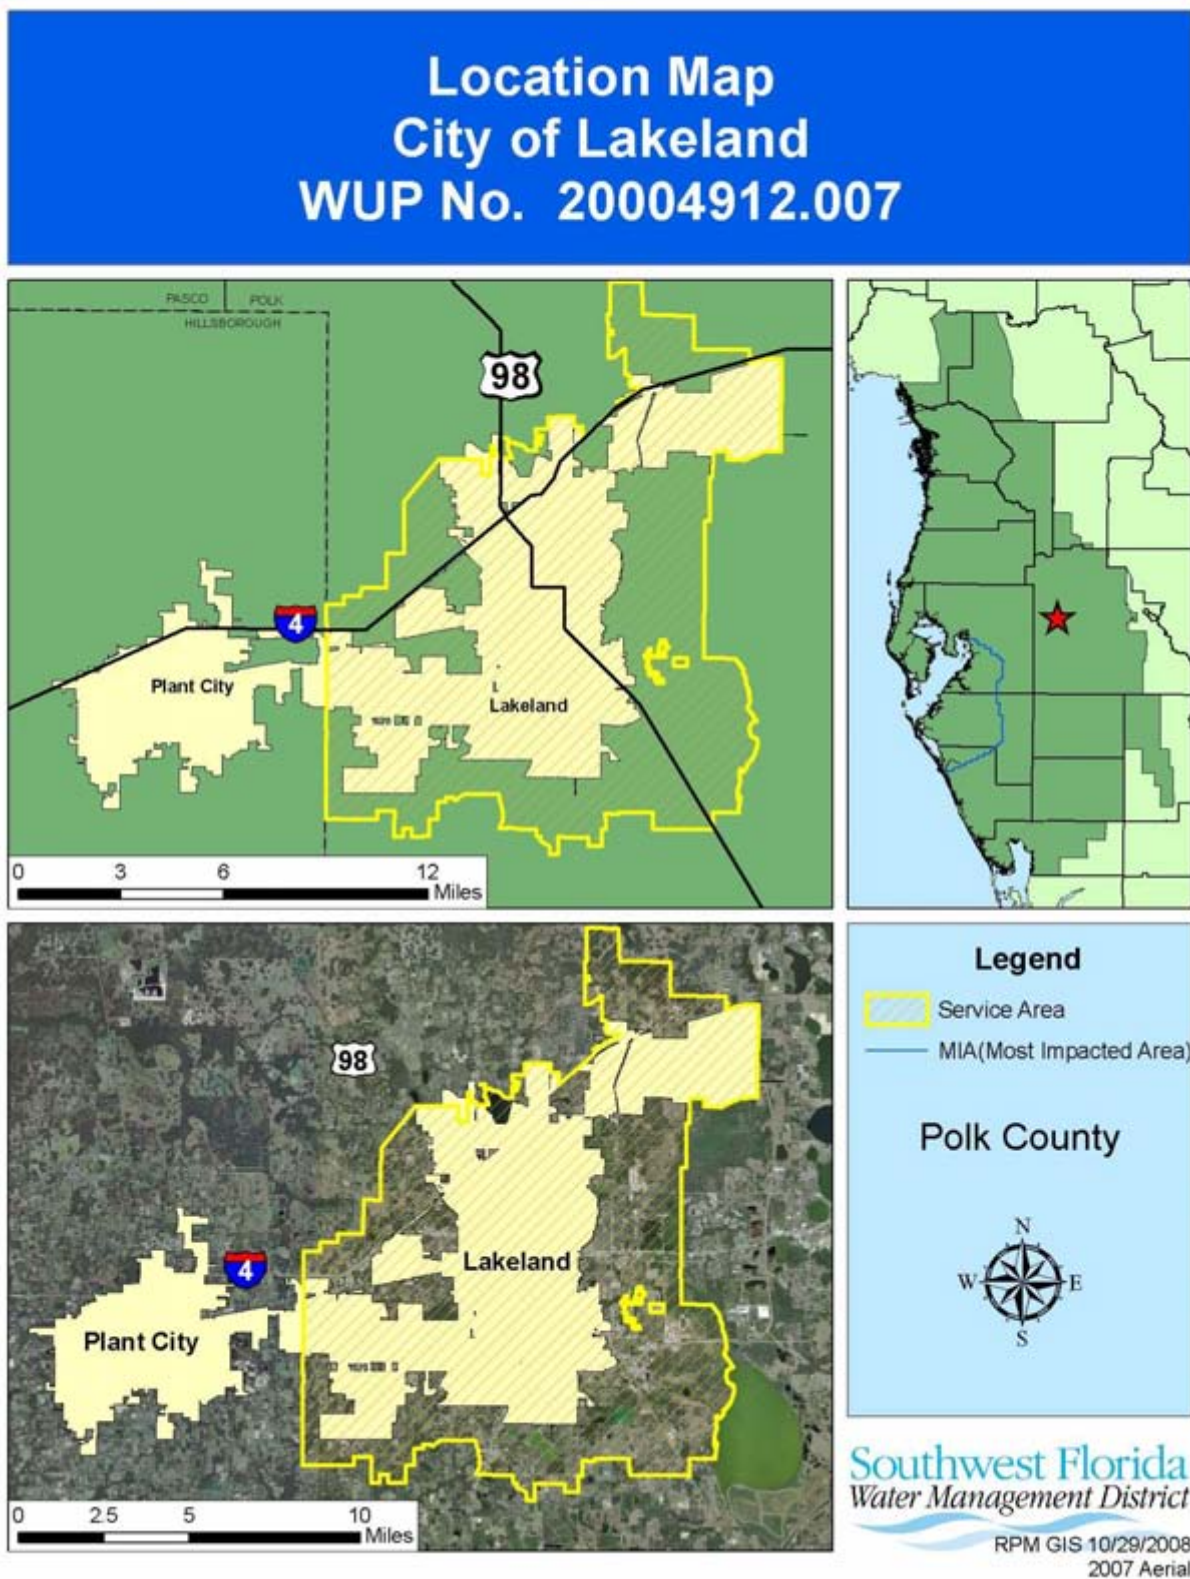 Location Map
City of Lakeland
WUP No. 20004912.007
PASCO POLK
HILLSBOROUGH
98
4
Plant City
Lakeland
0 3 6 12
Miles
98
4
Lakeland
Plant City
0 2.5 5 10
Miles
Legend
Service Area
MIA(Most Impacted Area)
Polk County
N
W E
S
Southwest Florida
Water Management District
RPM GIS 10/29/2008
2007 Aerial